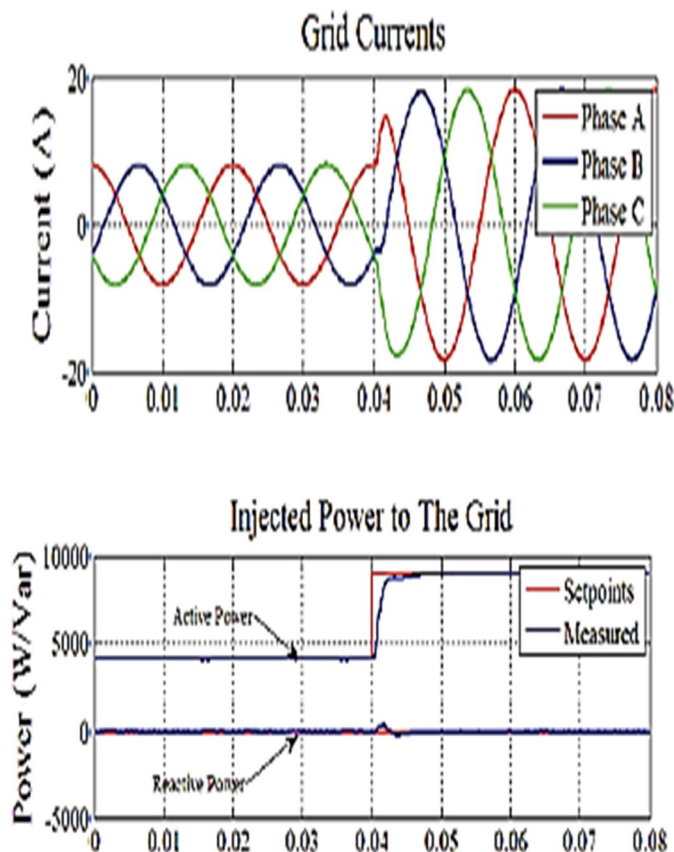 Grid Currents
20
0
-20
Current (A)
Phase A
Phase B
Phase C
0 0.01 0.02 0.03 0.04 0.05 0.06 0.07 0.08
Injected Power to The Grid
10000
5000
0
-5000
Power (W/Var)
Active Power
Reactive Power
Setpoints
Measured
0 0.01 0.02 0.03 0.04 0.05 0.06 0.07 0.08